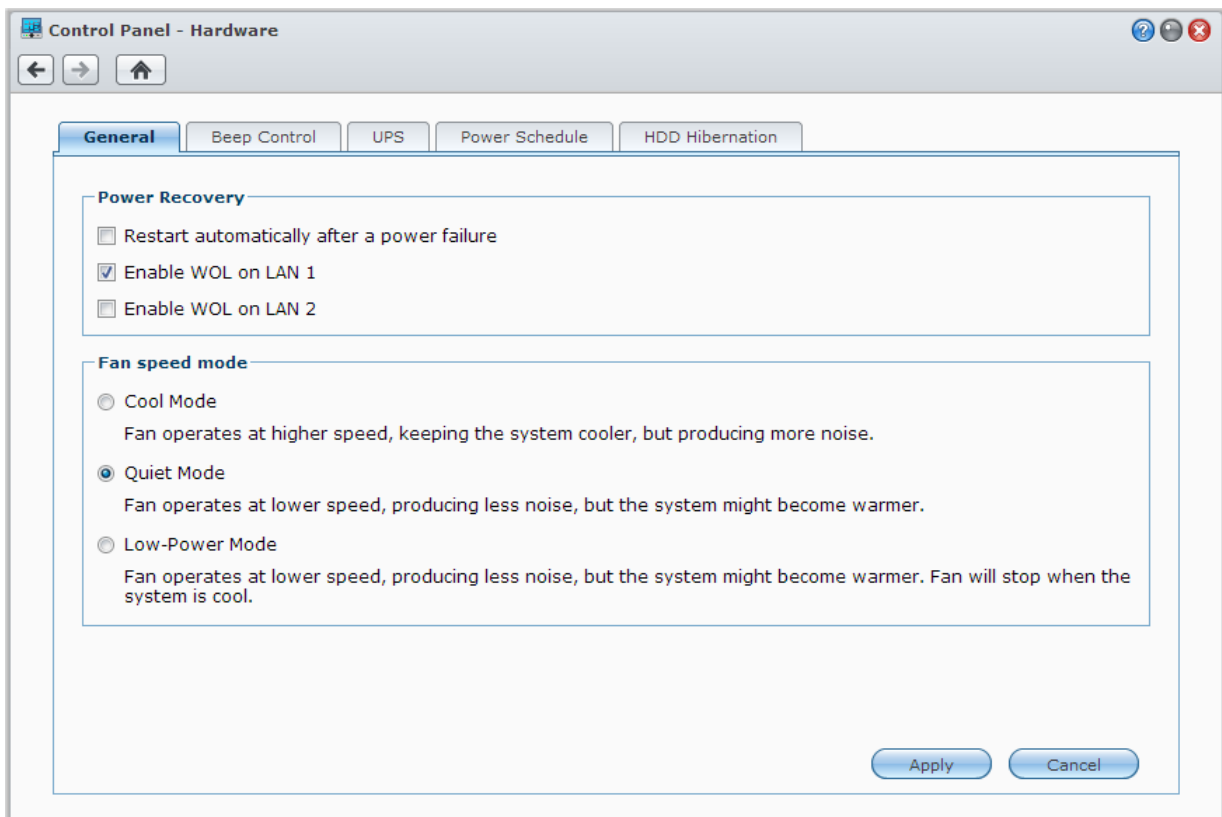 Control Panel - Hardware
General
Beep Control
UPS
Power Schedule
HDD Hibernation
Power Recovery
Restart automatically after a power failure
Enable WOL on LAN 1
Enable WOL on LAN 2
Fan speed mode
Cool Mode
Fan operates at higher speed, keeping the system cooler, but producing more noise.
Quiet Mode
Fan operates at lower speed, producing less noise, but the system might become warmer.
Low-Power Mode
Fan operates at lower speed, producing less noise, but the system might become warmer. Fan will stop when the
system is cool.
Apply
Cancel